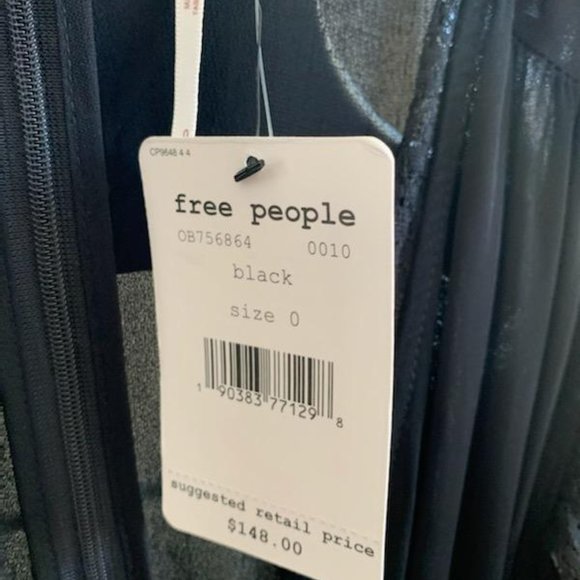 CP9648 4 4
free people
OB756864 0010
black
size 0
1 90383 77129 8
suggested retail price
$148.00